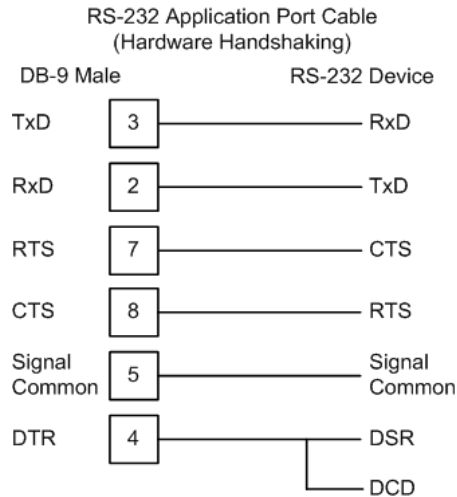 RS-232 Application Port Cable
(Hardware Handshaking)
DB-9 Male RS-232 Device
TxD 3 RxD
RxD 2 TxD
RTS 7 CTS
CTS 8 RTS
Signal Common 5 Signal Common
DTR 4 DSR
DCD